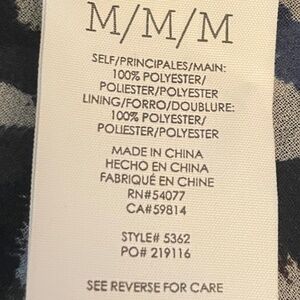 M/M/M
SELF/PRINCIPALES/MAIN:
100% POLYESTER/
POLIESTER/POLYESTER
LINING/FORRO/DOUBLURE:
100% POLYESTER/
POLIESTER/POLYESTER
MADE IN CHINA
HECHO EN CHINA
FABRIQUÉ EN CHINE
RN#54077
CA#59814
STYLE# 5362
PO# 219116
SEE REVERSE FOR CARE